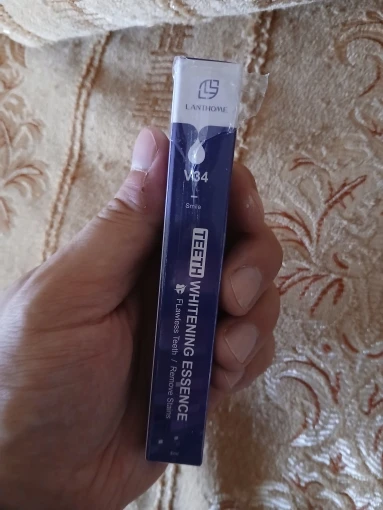 LANTHOME
V34
Smile
TEETH WHITENING ESSENCE
FLawless Teeth / Remove Stains